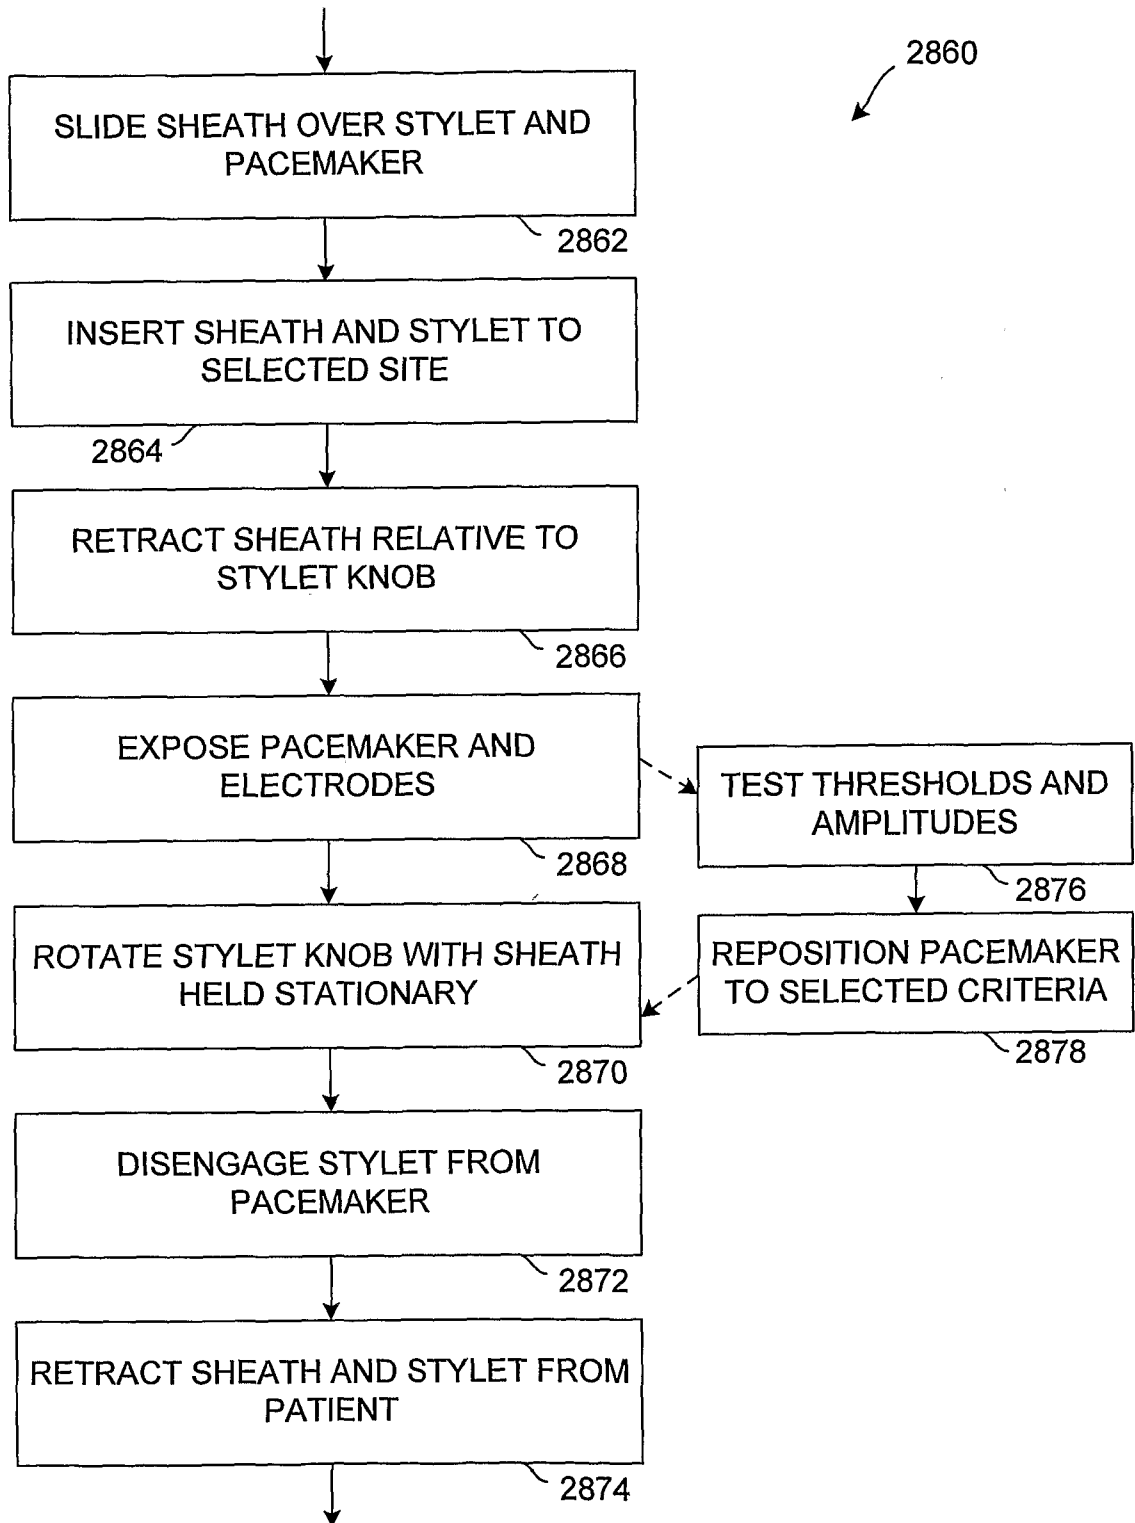 2860
SLIDE SHEATH OVER STYLET AND
PACEMAKER
2862
INSERT SHEATH AND STYLET TO
SELECTED SITE
2864
RETRACT SHEATH RELATIVE TO
STYLET KNOB
2866
EXPOSE PACEMAKER AND
ELECTRODES
2868
TEST THRESHOLDS AND
AMPLITUDES
2876
REPOSITION PACEMAKER
TO SELECTED CRITERIA
2878
ROTATE STYLET KNOB WITH SHEATH
HELD STATIONARY
2870
DISENGAGE STYLET FROM
PACEMAKER
2872
RETRACT SHEATH AND STYLET FROM
PATIENT
2874